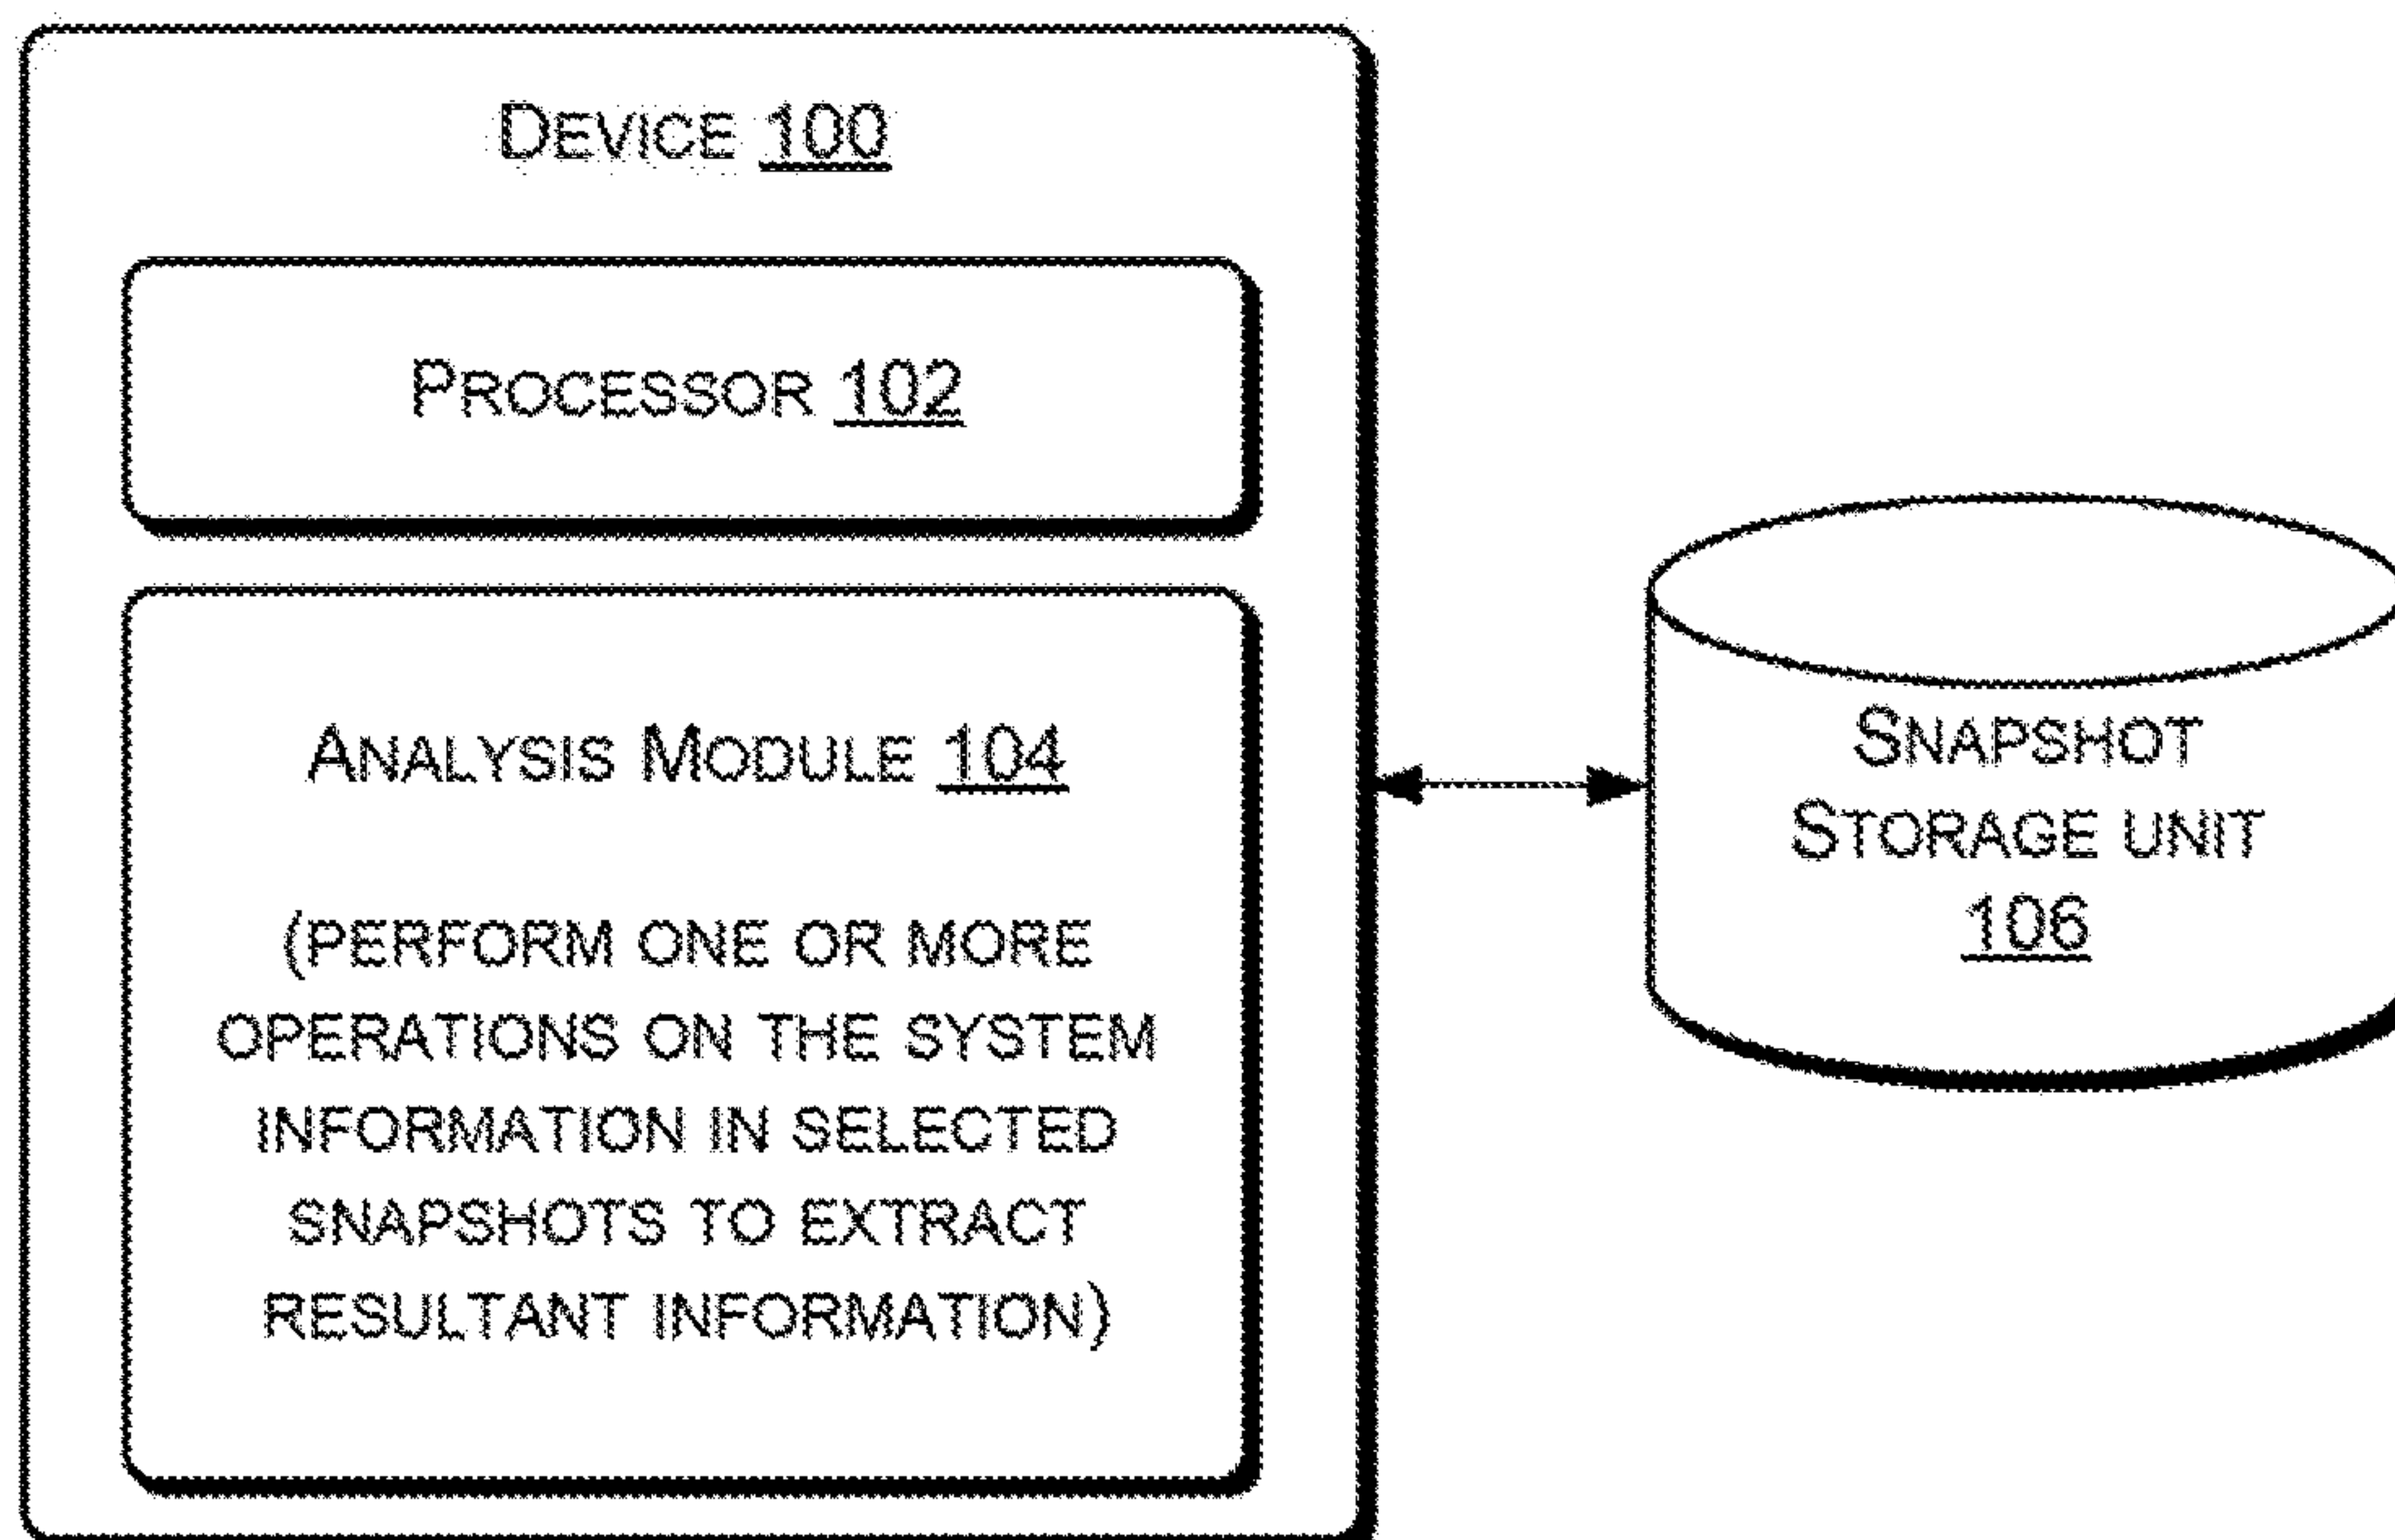 DEVICE 100
PROCESSOR 102
ANALYSIS MODULE 104
(PERFORM ONE OR MORE
OPERATIONS ON THE SYSTEM
INFORMATION IN SELECTED
SNAPSHOTS TO EXTRACT
RESULTANT INFORMATION)
SNAPSHOT
STORAGE UNIT
106